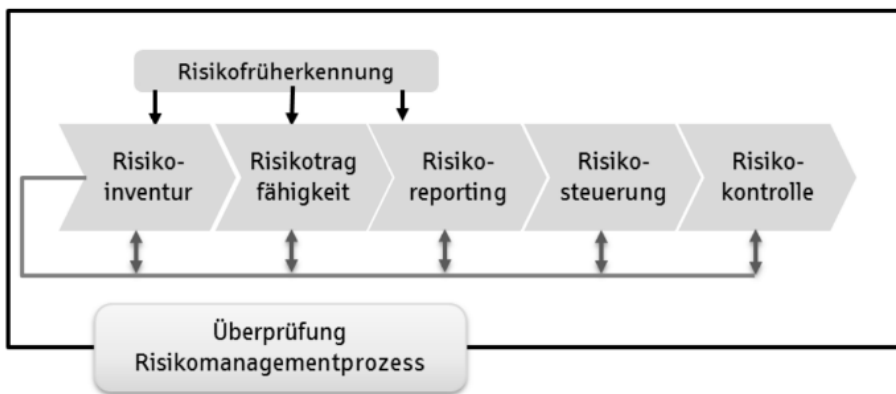 Risikofrüherkennung
Risiko-
inventur
Risikotrag
fähigkeit
Risiko-
reporting
Risiko-
steuerung
Risiko-
kontrolle
Überprüfung
Risikomanagementprozess